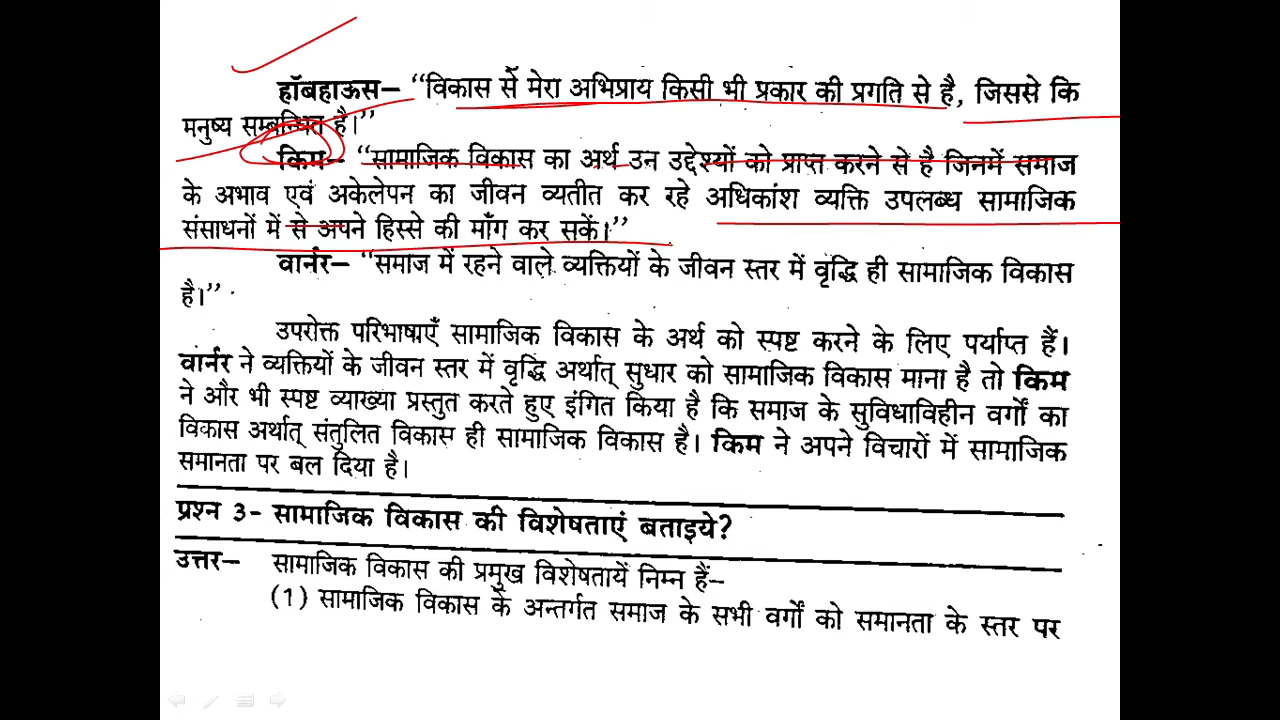 हॉबहाऊस– “विकास से मेरा अभिप्राय किसी भी प्रकार की प्रगति से है, जिससे कि
मनुष्य सम्बन्धित है।”
किम– “सामाजिक विकास का अर्थ उन उद्देश्यों को प्राप्त करने से है जिनमें समाज
के अभाव एवं अकेलेपन का जीवन व्यतीत कर रहे अधिकांश व्यक्ति उपलब्ध सामाजिक
संसाधनों में से अपने हिस्से की माँग कर सकें।”
वार्नर– “समाज में रहने वाले व्यक्तियों के जीवन स्तर में वृद्धि ही सामाजिक विकास
है।”
उपरोक्त परिभाषाएँ सामाजिक विकास के अर्थ को स्पष्ट करने के लिए पर्याप्त हैं।
वार्नर ने व्यक्तियों के जीवन स्तर में वृद्धि अर्थात् सुधार को सामाजिक विकास माना है तो किम
ने और भी स्पष्ट व्याख्या प्रस्तुत करते हुए इंगित किया है कि समाज के सुविधाविहीन वर्गों का
विकास अर्थात् संतुलित विकास ही सामाजिक विकास है। किम ने अपने विचारों में सामाजिक
समानता पर बल दिया है।
प्रश्न 3- सामाजिक विकास की विशेषताएं बताइये?
उत्तर– सामाजिक विकास की प्रमुख विशेषतायें निम्न हैं–
(1) सामाजिक विकास के अन्तर्गत समाज के सभी वर्गों को समानता के स्तर पर